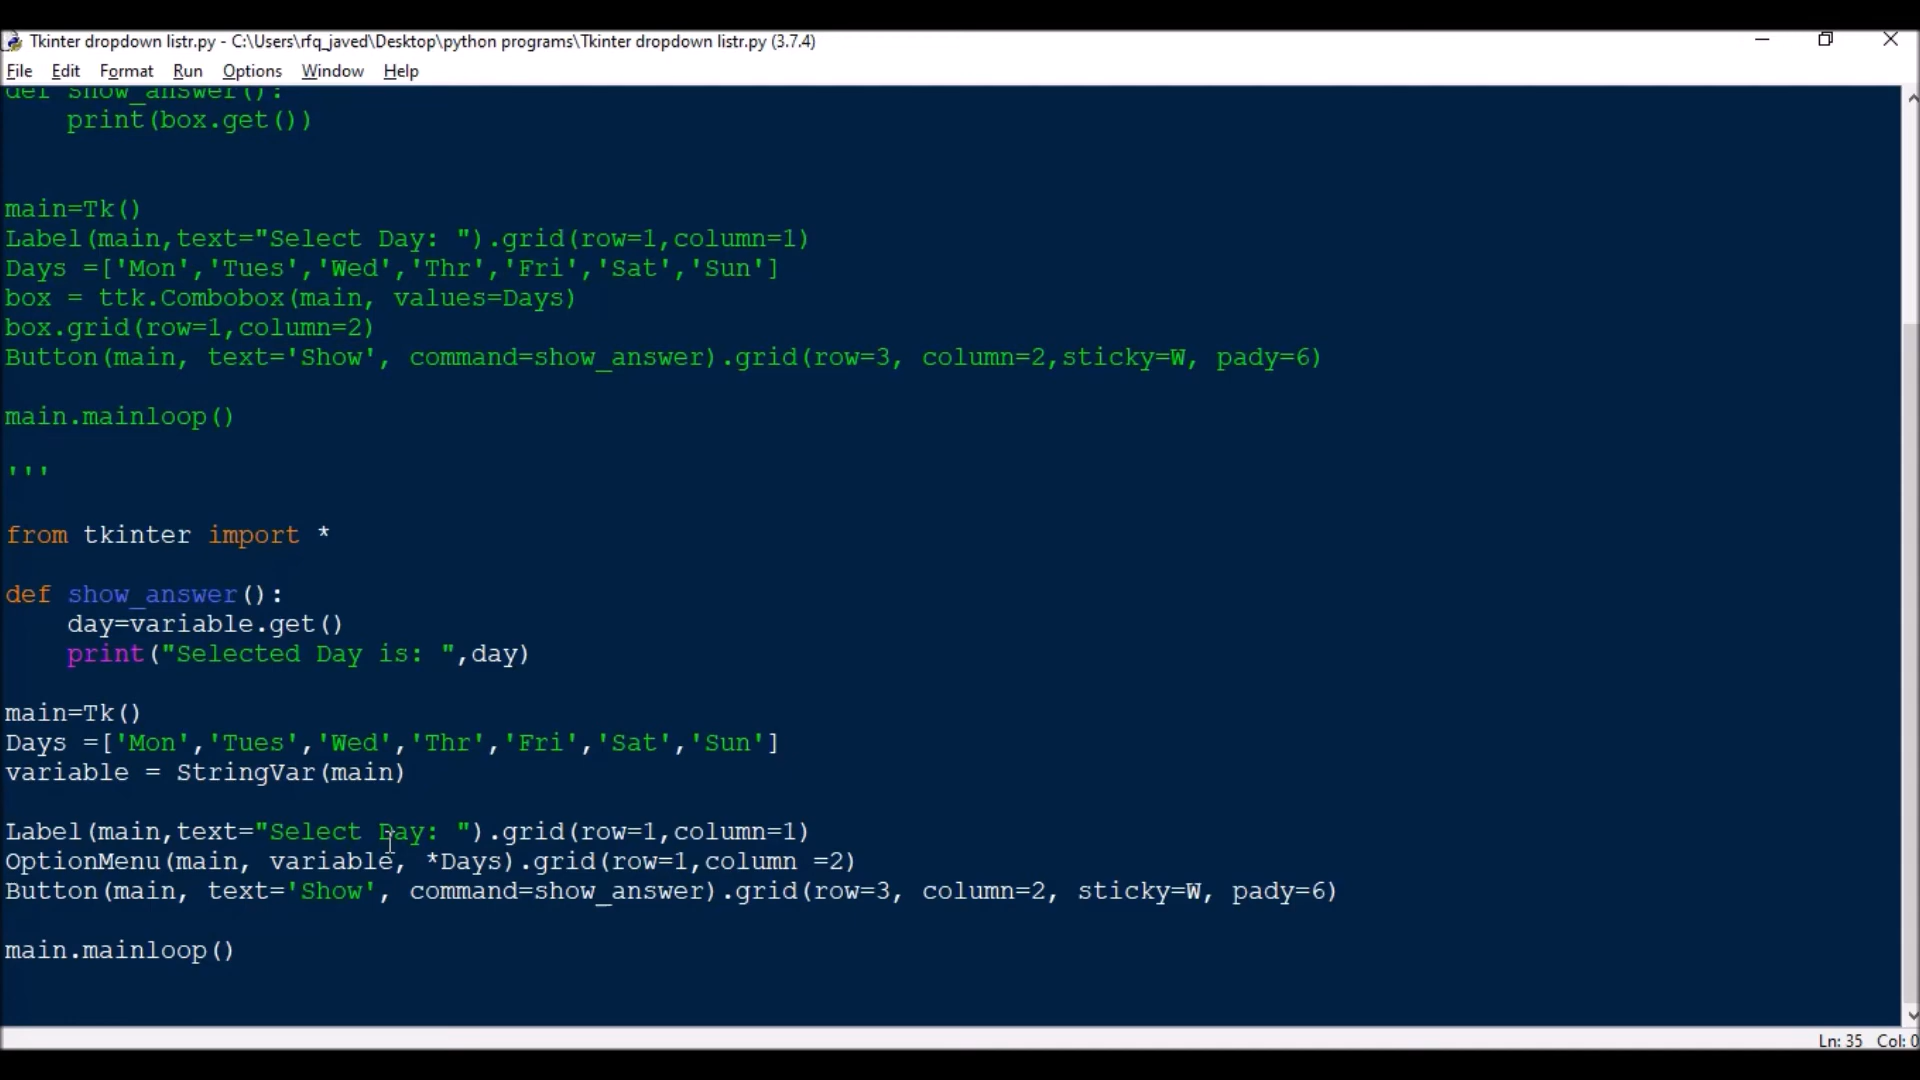 Tkinter dropdown listr.py - C:\Users\rfq_javed\Desktop\python programs\Tkinter dropdown listr.py (3.7.4)
File Edit Format Run Options Window Help
def show_answer():
    print(box.get())
main=Tk()
Label(main,text="Select Day: ").grid(row=1,column=1)
Days =['Mon','Tues','Wed','Thr','Fri','Sat','Sun']
box = ttk.Combobox(main, values=Days)
box.grid(row=1,column=2)
Button(main, text='Show', command=show_answer).grid(row=3, column=2,sticky=W, pady=6)
main.mainloop()
'''
from tkinter import *
def show_answer():
    day=variable.get()
    print("Selected Day is: ",day)
main=Tk()
Days =['Mon','Tues','Wed','Thr','Fri','Sat','Sun']
variable = StringVar(main)
Label(main,text="Select Day: ").grid(row=1,column=1)
OptionMenu(main, variable, *Days).grid(row=1,column =2)
Button(main, text='Show', command=show_answer).grid(row=3, column=2, sticky=W, pady=6)
main.mainloop()
Ln: 35 Col: 0